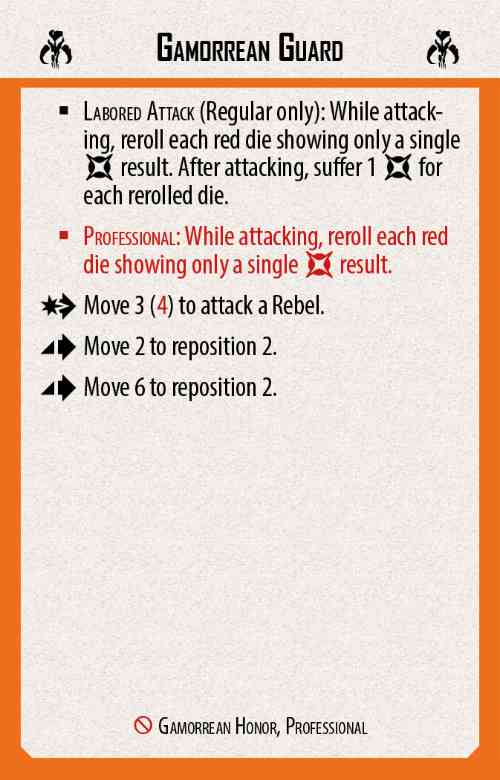 Gamorrean Guard
▪ Labored Attack (Regular only): While attack-
ing, reroll each red die showing only a single
result. After attacking, suffer 1 for
each rerolled die.
▪ Professional: While attacking, reroll each red
die showing only a single result.
Move 3 (4) to attack a Rebel.
Move 2 to reposition 2.
Move 6 to reposition 2.
Gamorrean Honor, Professional